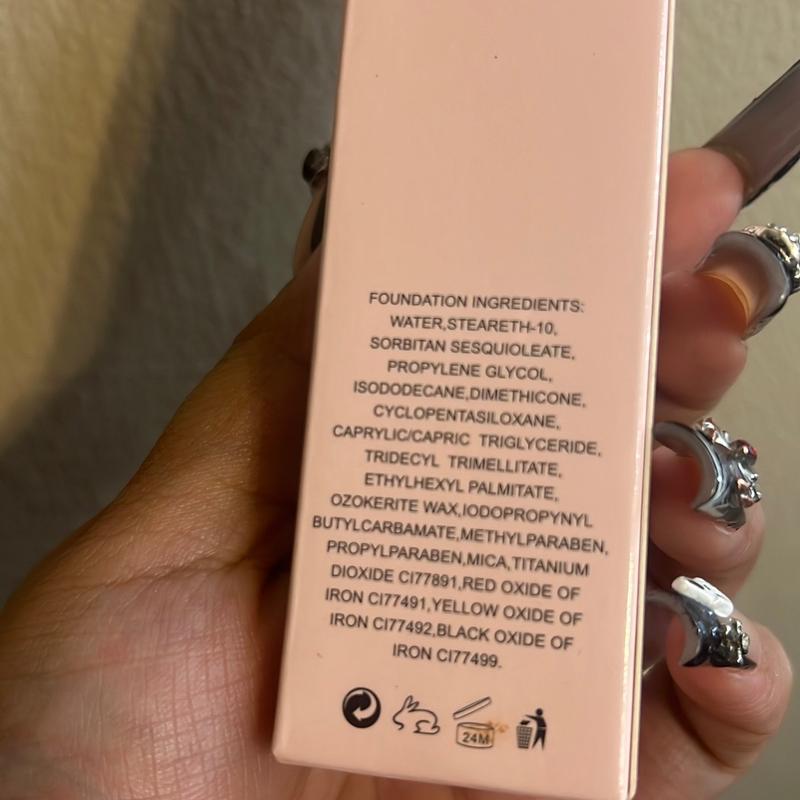 FOUNDATION INGREDIENTS:
WATER,STEARETH-10,
SORBITAN SESQUIOLEATE,
PROPYLENE GLYCOL,
ISODODECANE,DIMETHICONE,
CYCLOPENTASILOXANE,
CAPRYLIC/CAPRIC TRIGLYCERIDE,
TRIDECYL TRIMELLITATE,
ETHYLHEXYL PALMITATE,
OZOKERITE WAX,IODOPROPYNYL
BUTYLCARBAMATE,METHYLPARABEN,
PROPYLPARABEN,MICA,TITANIUM
DIOXIDE CI77891,RED OXIDE OF
IRON CI77491,YELLOW OXIDE OF
IRON CI77492,BLACK OXIDE OF
IRON CI77499.
24M